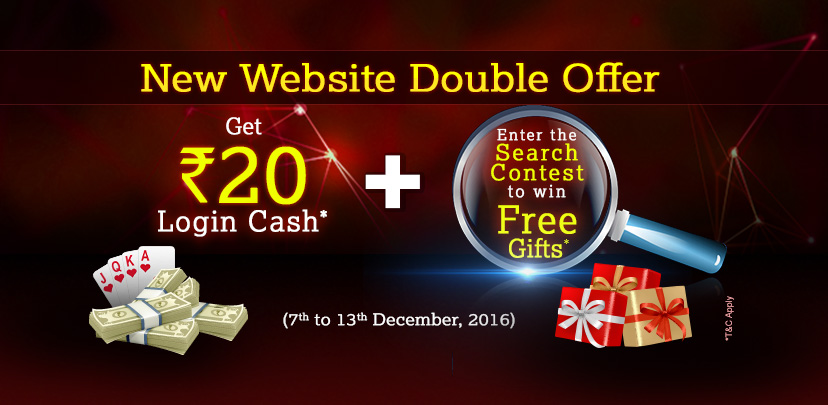 New Website Double Offer
Get
₹20
Login Cash*
+
Enter the
Search
Contest
to win
Free
Gifts*
J Q K A
(7th to 13th December, 2016)
*T&C Apply